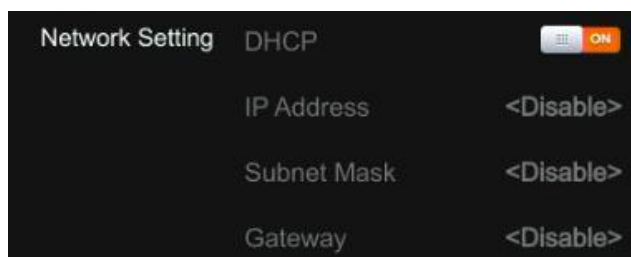 Network Setting DHCP ON
IP Address <Disable>
Subnet Mask <Disable>
Gateway <Disable>